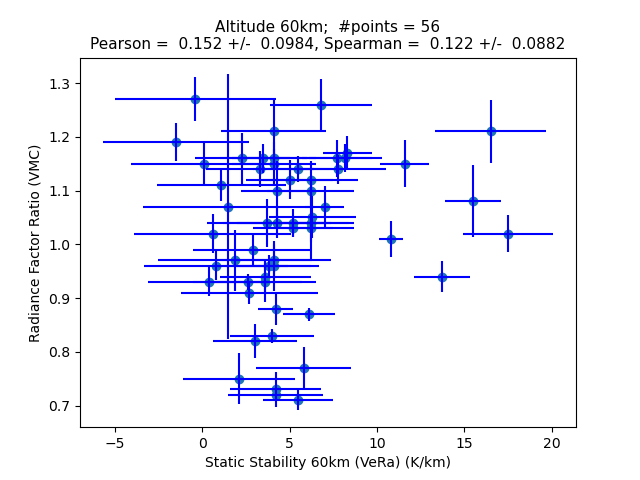 Altitude 60km;  #points = 56
Pearson =  0.152 +/-  0.0984, Spearman =  0.122 +/-  0.0882
Radiance Factor Ratio (VMC)
1.3
1.2
1.1
1.0
0.9
0.8
0.7
−5 0 5 10 15 20
Static Stability 60km (VeRa) (K/km)